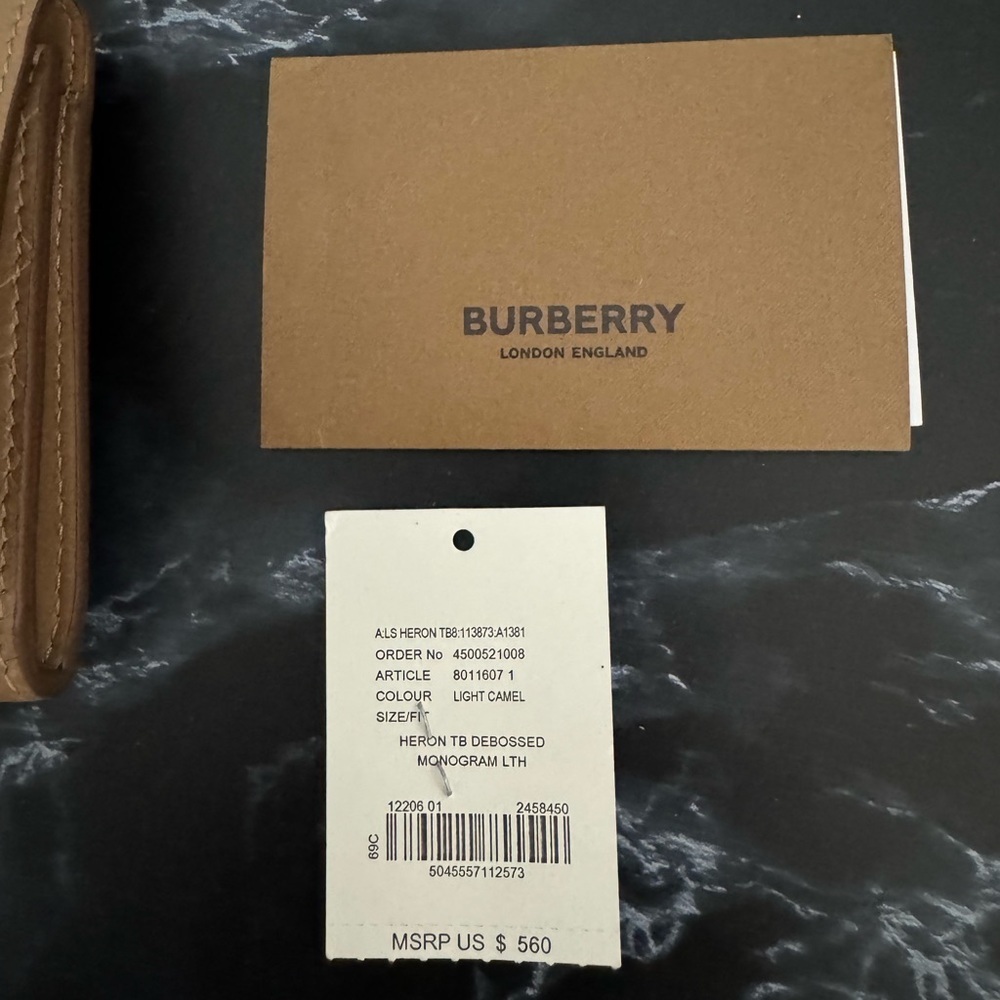 BURBERRY
LONDON ENGLAND
A:LS HERON TB8:113873:A1381
ORDER No 4500521008
ARTICLE 8011607 1
COLOUR LIGHT CAMEL
SIZE/FIT
HERON TB DEBOSSED
MONOGRAM LTH
12206 01 2458450
69C
5045557112573
MSRP US $ 560